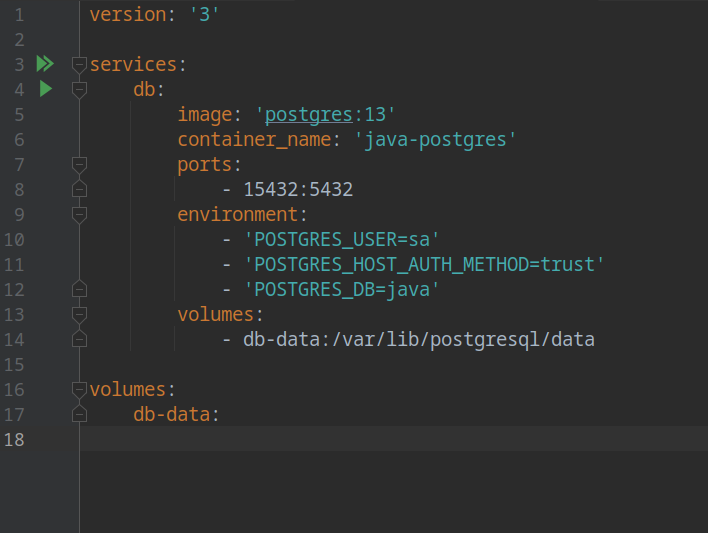 1 version: '3'
2
3 services:
4     db:
5         image: 'postgres:13'
6         container_name: 'java-postgres'
7         ports:
8             - 15432:5432
9         environment:
10             - 'POSTGRES_USER=sa'
11             - 'POSTGRES_HOST_AUTH_METHOD=trust'
12             - 'POSTGRES_DB=java'
13         volumes:
14             - db-data:/var/lib/postgresql/data
15
16 volumes:
17     db-data:
18